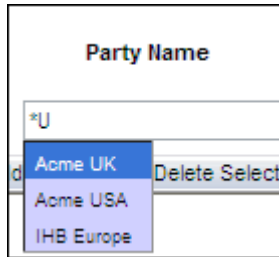 Party Name
*U
Acme UK
d Delete Select
Acme USA
IHB Europe